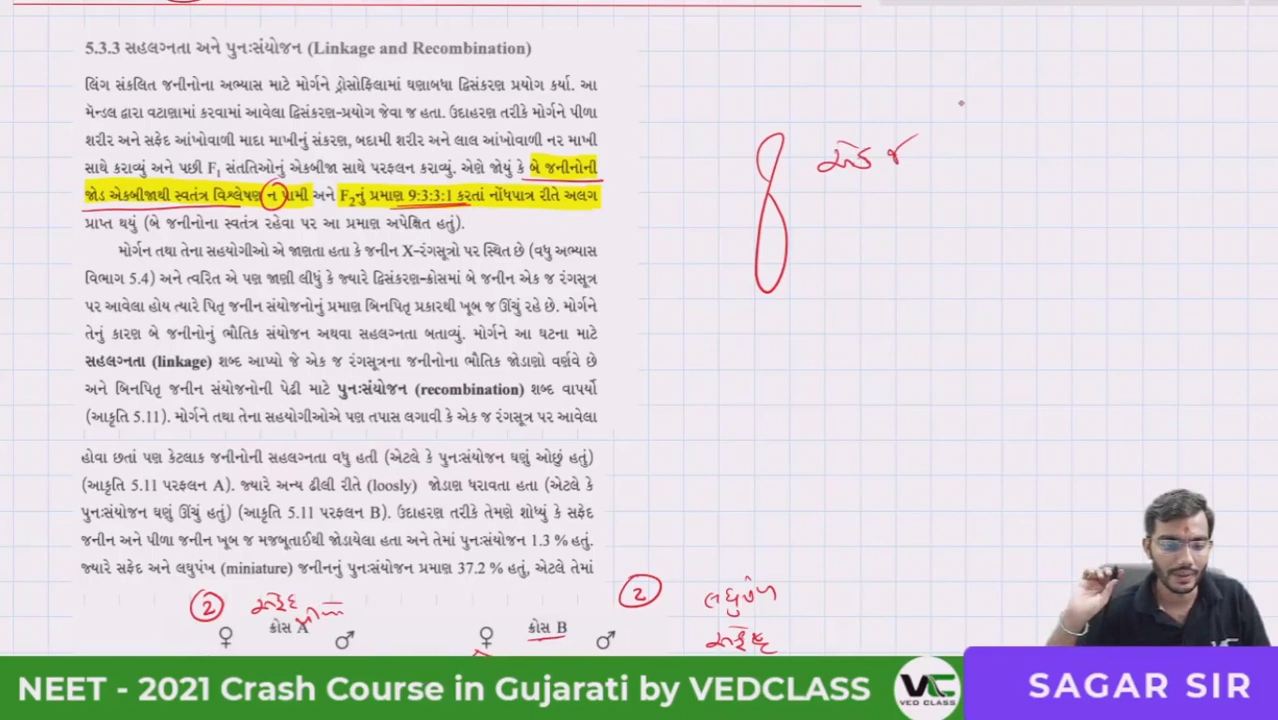 5.3.3 સહલગ્નતા અને પુનઃસંયોજન (Linkage and Recombination)
લિંગ સંકલિત જનીનોના અભ્યાસ માટે મોર્ગને ડ્રોસોફિલામાં ઘણાબધા દ્વિસંકરણ પ્રયોગ કર્યા. આ
મૅન્ડલ દ્વારા વટાણામાં કરવામાં આવેલા દ્વિસંકરણ-પ્રયોગ જેવા જ હતા. ઉદાહરણ તરીકે મોર્ગને પીળા
શરીર અને સફેદ આંખોવાળી માદા માખીનું સંકરણ, બદામી શરીર અને લાલ આંખોવાળી નર માખી
સાથે કરાવ્યું અને પછી F₁ સંતતિઓનું એકબીજા સાથે પરફલન કરાવ્યું. એણે જોયું કે બે જનીનોની
જોડ એકબીજાથી સ્વતંત્ર વિશ્લેષણ ન પામી અને F₂નું પ્રમાણ 9:3:3:1 કરતાં નોંધપાત્ર રીતે અલગ
પ્રાપ્ત થયું (બે જનીનોના સ્વતંત્ર રહેવા પર આ પ્રમાણ અપેક્ષિત હતું).
એક જ
મોર્ગન તથા તેના સહયોગીઓ એ જાણતા હતા કે જનીન X-રંગસૂત્રો પર સ્થિત છે (વધુ અભ્યાસ
વિભાગ 5.4) અને ત્વરિત એ પણ જાણી લીધું કે જ્યારે દ્વિસંકરણ-ક્રોસમાં બે જનીન એક જ રંગસૂત્ર
પર આવેલા હોય ત્યારે પિતૃ જનીન સંયોજનોનું પ્રમાણ બિનપિતૃ પ્રકારથી ખૂબ જ ઊંચું રહે છે. મોર્ગને
તેનું કારણ બે જનીનોનું ભૌતિક સંયોજન અથવા સહલગ્નતા બતાવ્યું. મોર્ગને આ ઘટના માટે
સહલગ્નતા (linkage) શબ્દ આપ્યો જે એક જ રંગસૂત્રના જનીનોના ભૌતિક જોડાણો વર્ણવે છે
અને બિનપિતૃ જનીન સંયોજનોની પેઢી માટે પુનઃસંયોજન (recombination) શબ્દ વાપર્યો
(આકૃતિ 5.11). મોર્ગને તથા તેના સહયોગીઓએ પણ તપાસ લગાવી કે એક જ રંગસૂત્ર પર આવેલા
હોવા છતાં પણ કેટલાક જનીનોની સહલગ્નતા વધુ હતી (એટલે કે પુનઃસંયોજન ઘણું ઓછું હતું)
(આકૃતિ 5.11 પરફલન A). જ્યારે અન્ય ઢીલી રીતે (loosly) જોડાણ ધરાવતા હતા (એટલે કે
પુનઃસંયોજન ઘણું ઊંચું હતું) (આકૃતિ 5.11 પરફલન B). ઉદાહરણ તરીકે તેમણે શોધ્યું કે સફેદ
જનીન અને પીળા જનીન ખૂબ જ મજબૂતાઈથી જોડાયેલા હતા અને તેમાં પુનઃસંયોજન 1.3 % હતું.
જ્યારે સફેદ અને લઘુપંખ (miniature) જનીનનું પુનઃસંયોજન પ્રમાણ 37.2 % હતું, એટલે તેમાં
2 સફેદ 2 લઘુપંખ
♀ ક્રોસ A ♂ ♀ ક્રોસ B ♂ સફેદ
NEET - 2021 Crash Course in Gujarati by VEDCLASS
VC
VED CLASS
SAGAR SIR